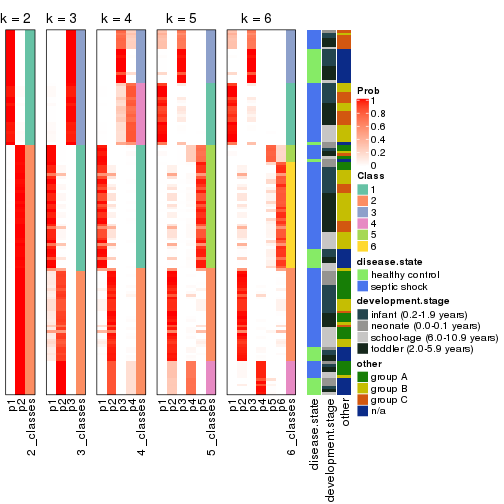 k = 2 k = 3 k = 4 k = 5 k = 6
Prob
1
0.8
0.6
0.4
0.2
0
Class
1
2
3
4
5
6
disease.state
healthy control
septic shock
development.stage
infant (0.2-1.9 years)
neonate (0.0-0.1 years)
school-age (6.0-10.9 years)
toddler (2.0-5.9 years)
other
group A
group B
group C
n/a
p1 p2 2_classes p1 p2 p3 3_classes p1 p2 p3 p4 4_classes p1 p2 p3 p4 p5 5_classes p1 p2 p3 p4 p5 p6 6_classes disease.state development.stage other